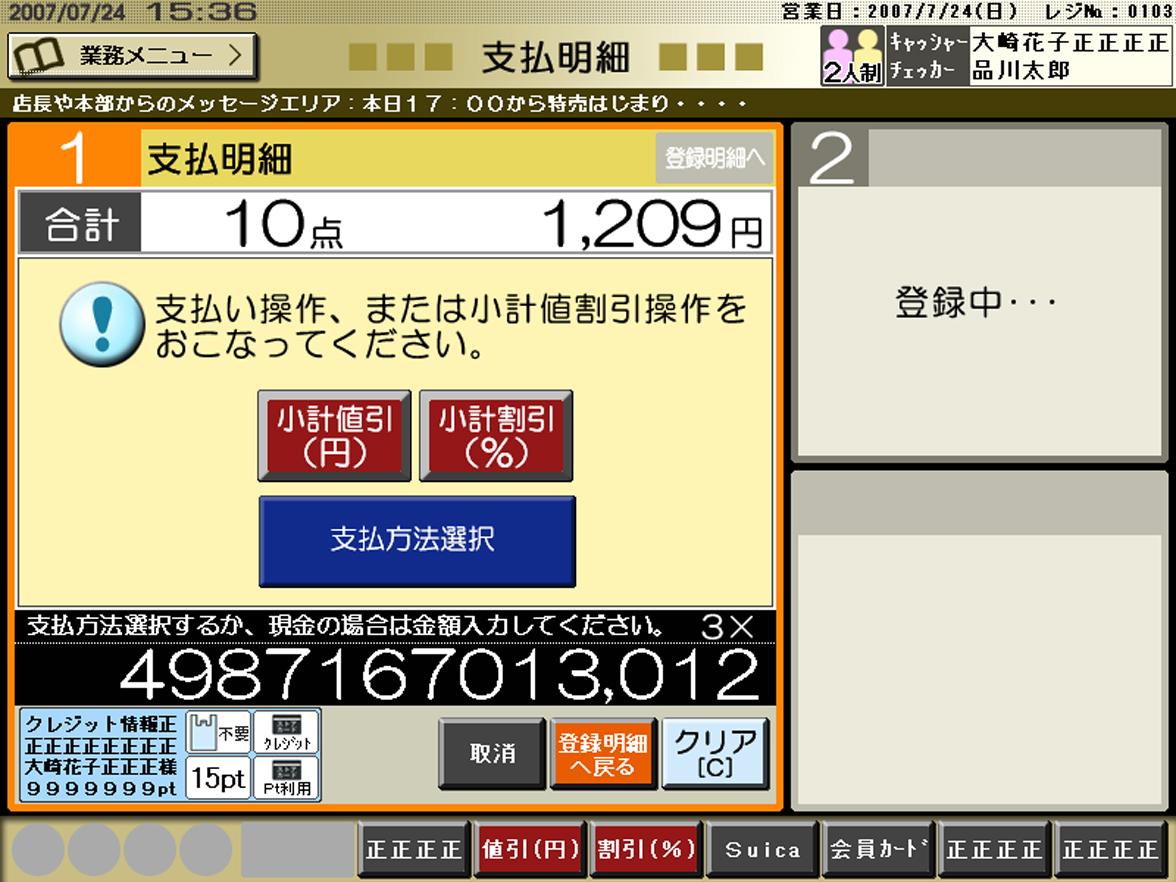 2007/07/24 15:36
営業日：2007/7/24(日) レジ№：0103
業務メニュー
支払明細
2人制
ｷｬｯｼｬｰ 大崎花子正正正正
ﾁｪｯｶｰ 品川太郎
店長や本部からのメッセージエリア：本日１７：００から特売はじまり・・・・
1 支払明細 登録明細へ
合計 10点 1,209円
支払い操作、または小計値割引操作を
おこなってください。
小計値引
（円）
小計割引
（％）
支払方法選択
支払方法選択するか、現金の場合は金額入力してください。 3×
4987167013,012
クレジット情報正
正正正正正正正正
大崎花子正正正様
９９９９９９９pt
不要
ｸﾚｼﾞｯﾄ
15pt
Pt利用
取消
登録明細
へ戻る
クリア
[C]
2
登録中・・・
正正正正
値引(円)
割引(％)
Suica
会員ｶｰﾄﾞ
正正正正
正正正正